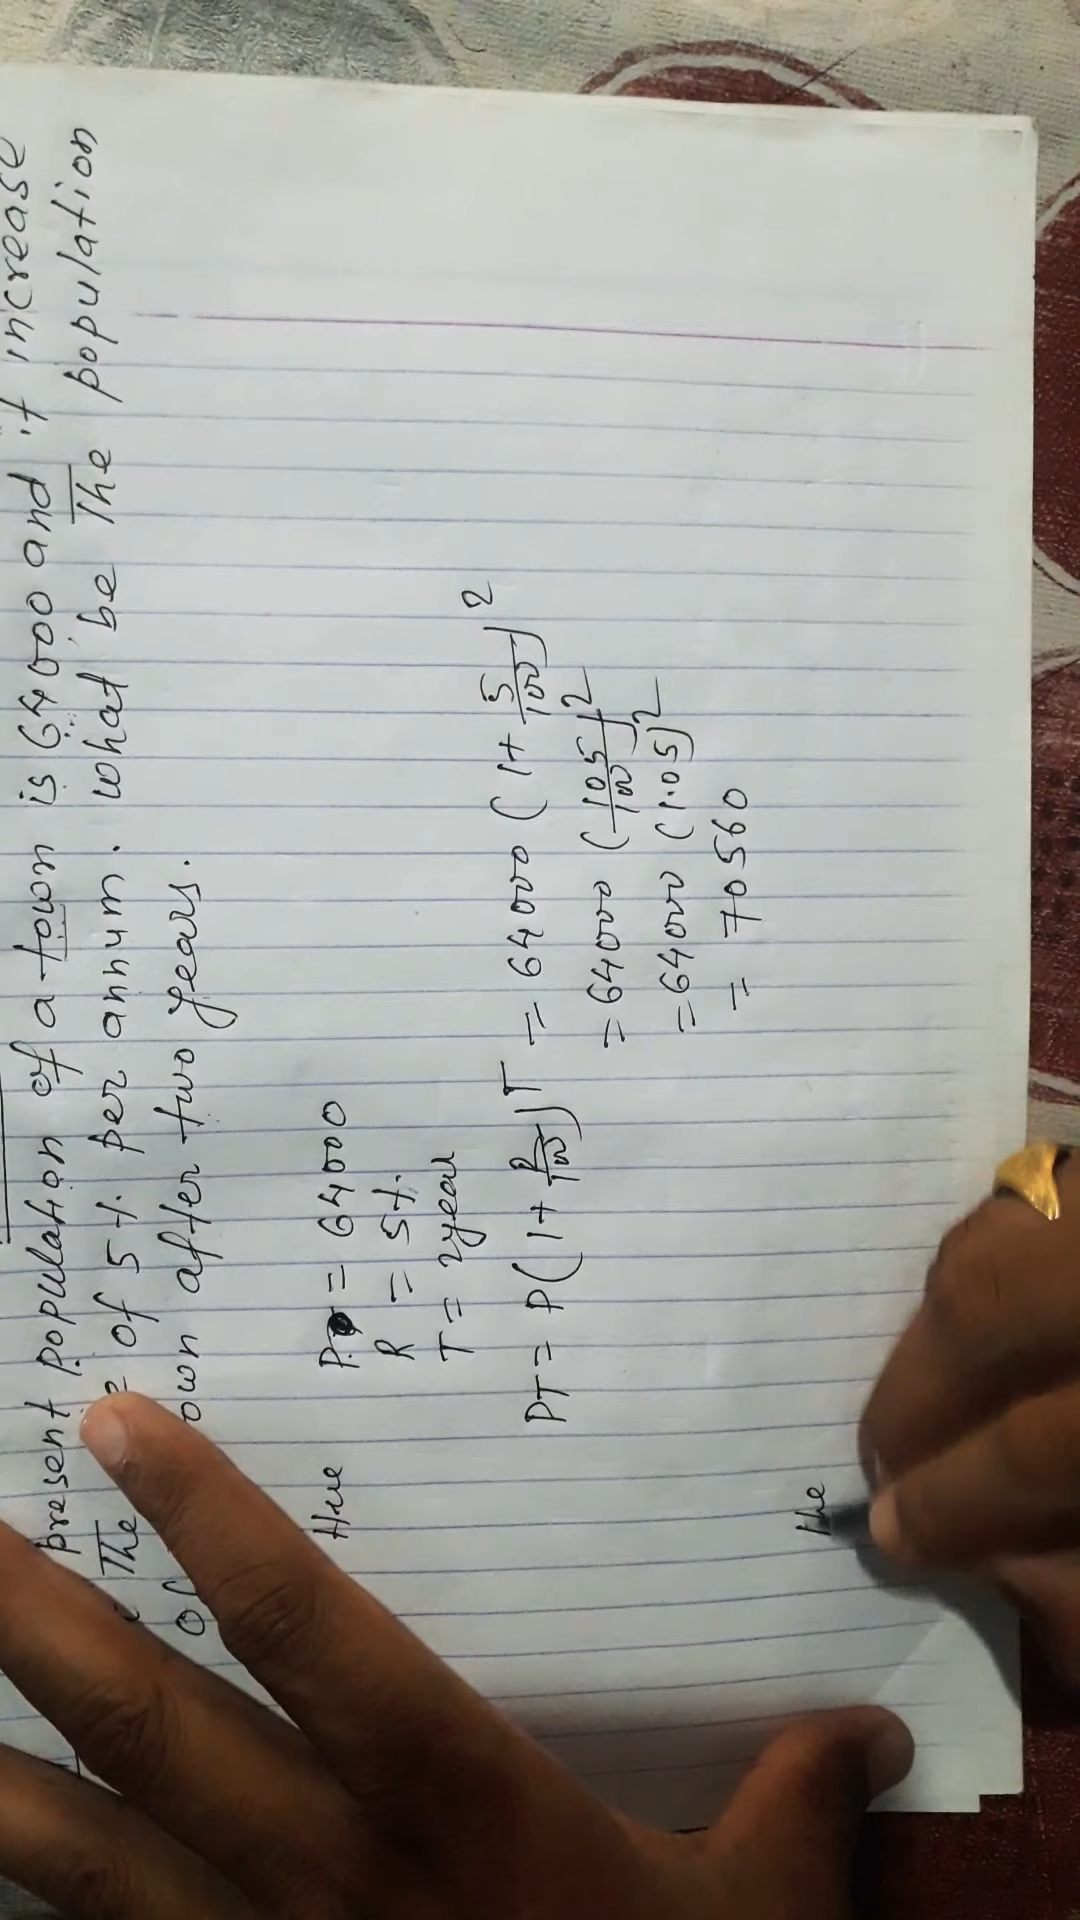 present population of a town is 64000 and if increase
The of 5% per annum. what be The population
own after two years.
Here P = 64000
R = 5%
T = 2year
PT = P(1+R/100)T = 64000 (1+5/100)2
= 64000 (105/100)2
= 64000 (1.05)2
= 70560
the